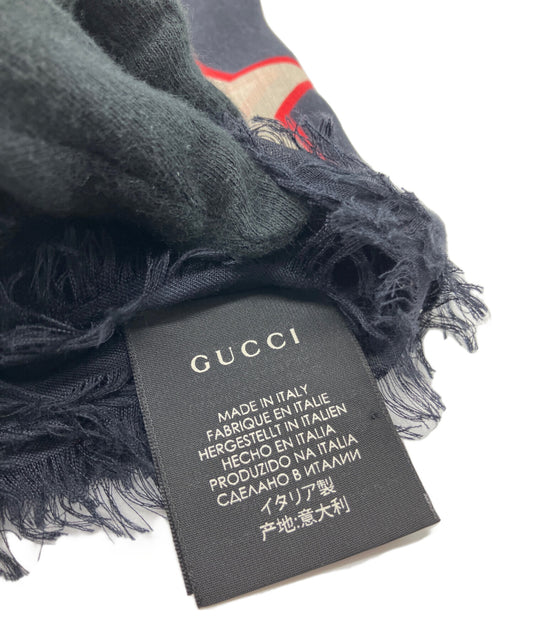 GUCCI
MADE IN ITALY
FABRIQUE EN ITALIE
HERGESTELLT IN ITALIEN
HECHO EN ITALIA
PRODUZIDO NA ITALIA
СДЕЛАНО В ИТАЛИИ
イタリア製
产地:意大利